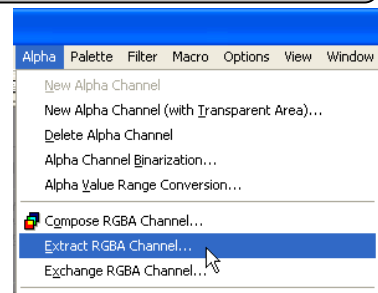 Alpha Palette Filter Macro Options View Window
New Alpha Channel
New Alpha Channel (with Transparent Area)...
Delete Alpha Channel
Alpha Channel Binarization...
Alpha Value Range Conversion...
Compose RGBA Channel...
Extract RGBA Channel...
Exchange RGBA Channel...